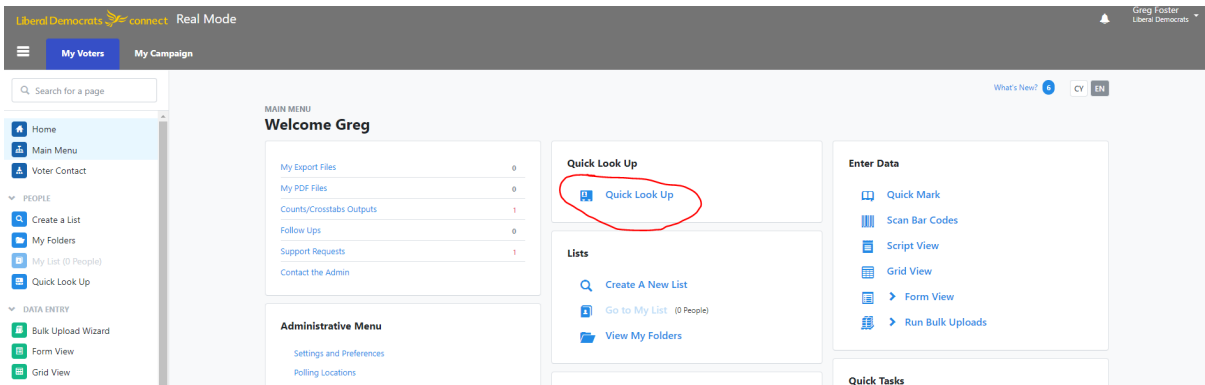 Liberal Democrats connect Real Mode
Greg Foster
Liberal Democrats
My Voters My Campaign
Search for a page
Home
Main Menu
Voter Contact
PEOPLE
Create a List
My Folders
My List (0 People)
Quick Look Up
DATA ENTRY
Bulk Upload Wizard
Form View
Grid View
What's New? 6 CY EN
MAIN MENU
Welcome Greg
My Export Files 0
My PDF Files 0
Counts/Crosstabs Outputs 1
Follow Ups 0
Support Requests 1
Contact the Admin
Administrative Menu
Settings and Preferences
Polling Locations
Quick Look Up
Quick Look Up
Lists
Create A New List
Go to My List (0 People)
View My Folders
Enter Data
Quick Mark
Scan Bar Codes
Script View
Grid View
Form View
Run Bulk Uploads
Quick Tasks